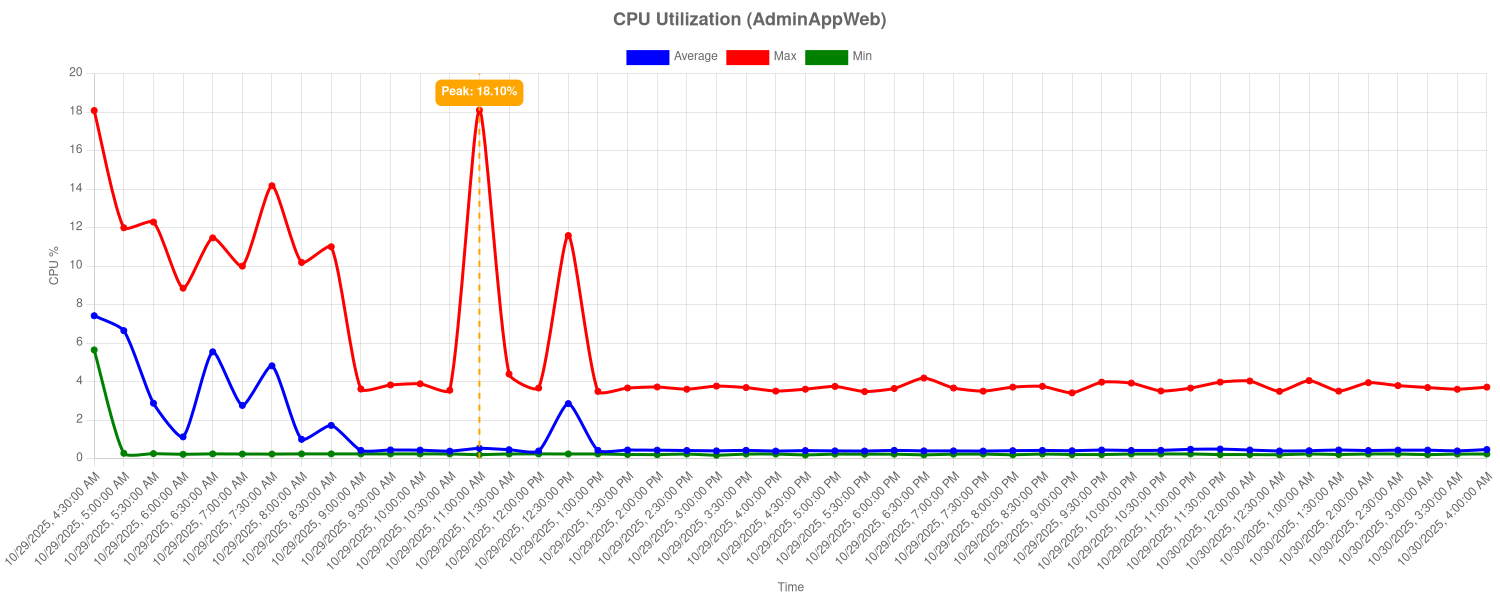 CPU Utilization (AdminAppWeb)
Average Max Min
Peak: 18.10%
20
18
16
14
12
10
8
6
4
2
0
CPU %
10/29/2025, 4:30:00 AM
10/29/2025, 5:00:00 AM
10/29/2025, 5:30:00 AM
10/29/2025, 6:00:00 AM
10/29/2025, 6:30:00 AM
10/29/2025, 7:00:00 AM
10/29/2025, 7:30:00 AM
10/29/2025, 8:00:00 AM
10/29/2025, 8:30:00 AM
10/29/2025, 9:00:00 AM
10/29/2025, 9:30:00 AM
10/29/2025, 10:00:00 AM
10/29/2025, 10:30:00 AM
10/29/2025, 11:00:00 AM
10/29/2025, 11:30:00 AM
10/29/2025, 12:00:00 PM
10/29/2025, 12:30:00 PM
10/29/2025, 1:00:00 PM
10/29/2025, 1:30:00 PM
10/29/2025, 2:00:00 PM
10/29/2025, 2:30:00 PM
10/29/2025, 3:00:00 PM
10/29/2025, 3:30:00 PM
10/29/2025, 4:00:00 PM
10/29/2025, 4:30:00 PM
10/29/2025, 5:00:00 PM
10/29/2025, 5:30:00 PM
10/29/2025, 6:00:00 PM
10/29/2025, 6:30:00 PM
10/29/2025, 7:00:00 PM
10/29/2025, 7:30:00 PM
10/29/2025, 8:00:00 PM
10/29/2025, 8:30:00 PM
10/29/2025, 9:00:00 PM
10/29/2025, 9:30:00 PM
10/29/2025, 10:00:00 PM
10/29/2025, 10:30:00 PM
10/29/2025, 11:00:00 PM
10/29/2025, 11:30:00 PM
10/30/2025, 12:00:00 AM
10/30/2025, 12:30:00 AM
10/30/2025, 1:00:00 AM
10/30/2025, 1:30:00 AM
10/30/2025, 2:00:00 AM
10/30/2025, 2:30:00 AM
10/30/2025, 3:00:00 AM
10/30/2025, 3:30:00 AM
10/30/2025, 4:00:00 AM
Time